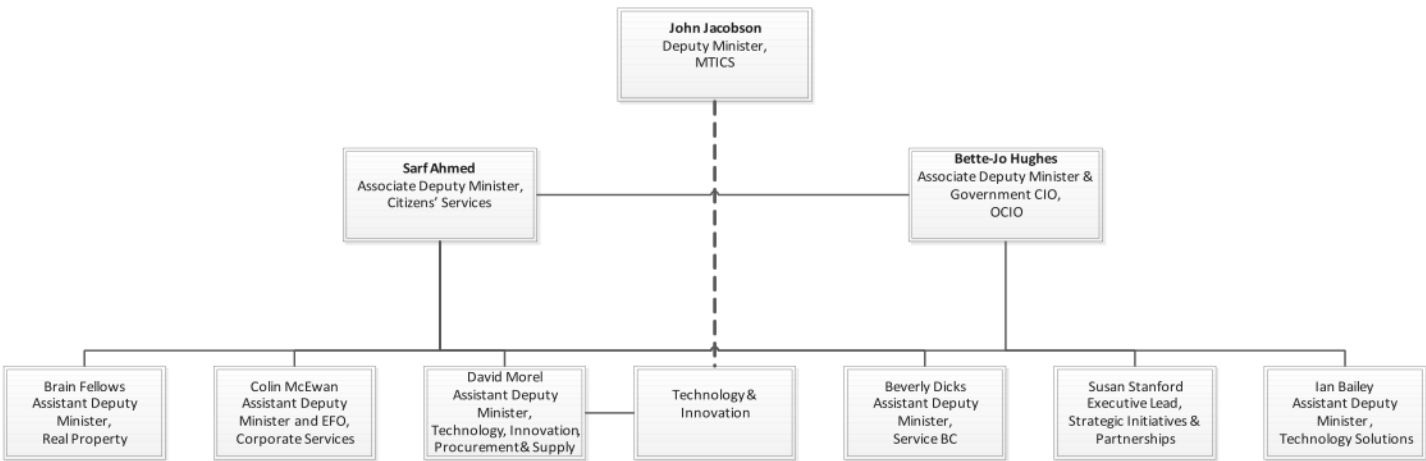 John Jacobson
Deputy Minister,
MTICS
Sarf Ahmed
Associate Deputy Minister,
Citizens' Services
Bette-Jo Hughes
Associate Deputy Minister &
Government CIO,
OCIO
Brain Fellows
Assistant Deputy
Minister,
Real Property
Colin McEwan
Assistant Deputy
Minister and EFO,
Corporate Services
David Morel
Assistant Deputy
Minister,
Technology, Innovation,
Procurement & Supply
Technology &
Innovation
Beverly Dicks
Assistant Deputy
Minister,
Service BC
Susan Stanford
Executive Lead,
Strategic Initiatives &
Partnerships
Ian Bailey
Assistant Deputy
Minister,
Technology Solutions